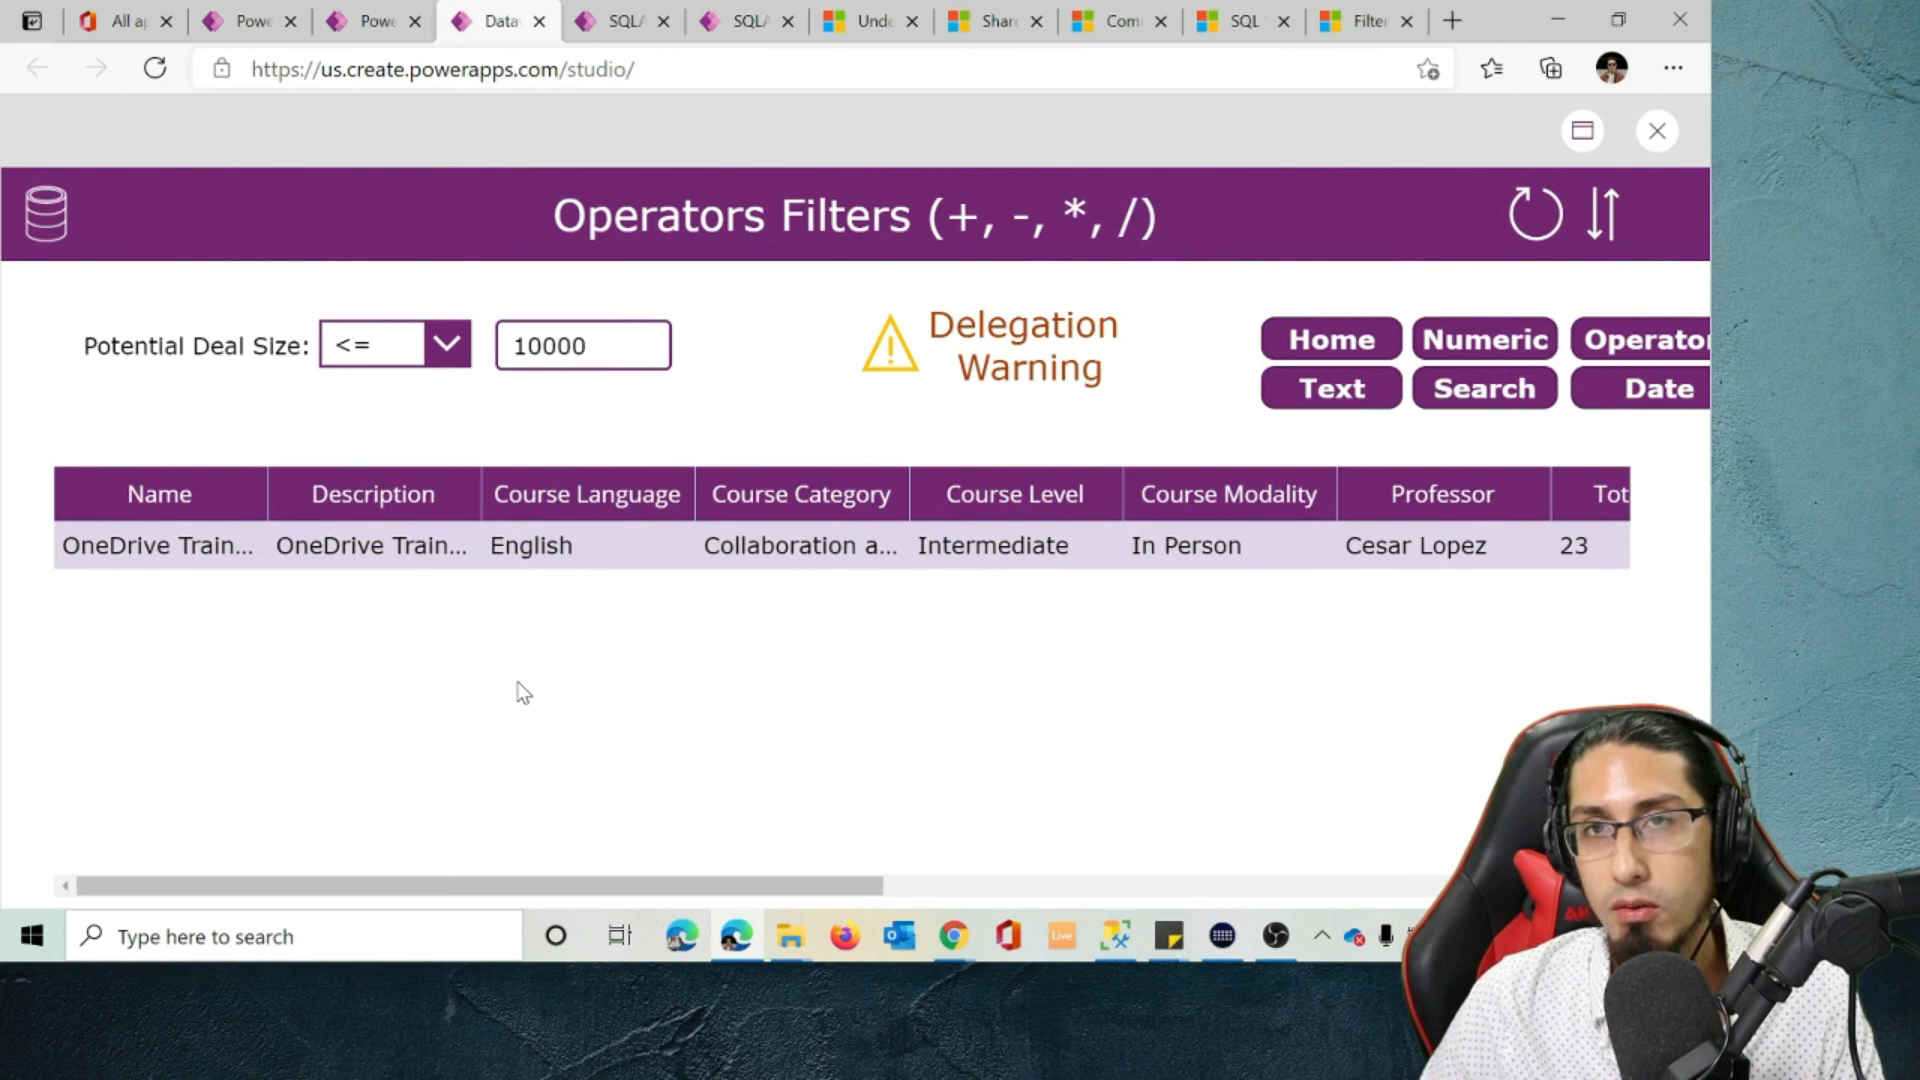 All a
Powe
Powe
Data
SQL/
SQL/
Unde
Share
Com
SQL
Filter
https://us.create.powerapps.com/studio/
Operators Filters (+, -, *, /)
Potential Deal Size:
<=
10000
Delegation
Warning
Home
Numeric
Operator
Text
Search
Date
Name
Description
Course Language
Course Category
Course Level
Course Modality
Professor
Tot
OneDrive Train...
OneDrive Train...
English
Collaboration a...
Intermediate
In Person
Cesar Lopez
23
Type here to search
Live